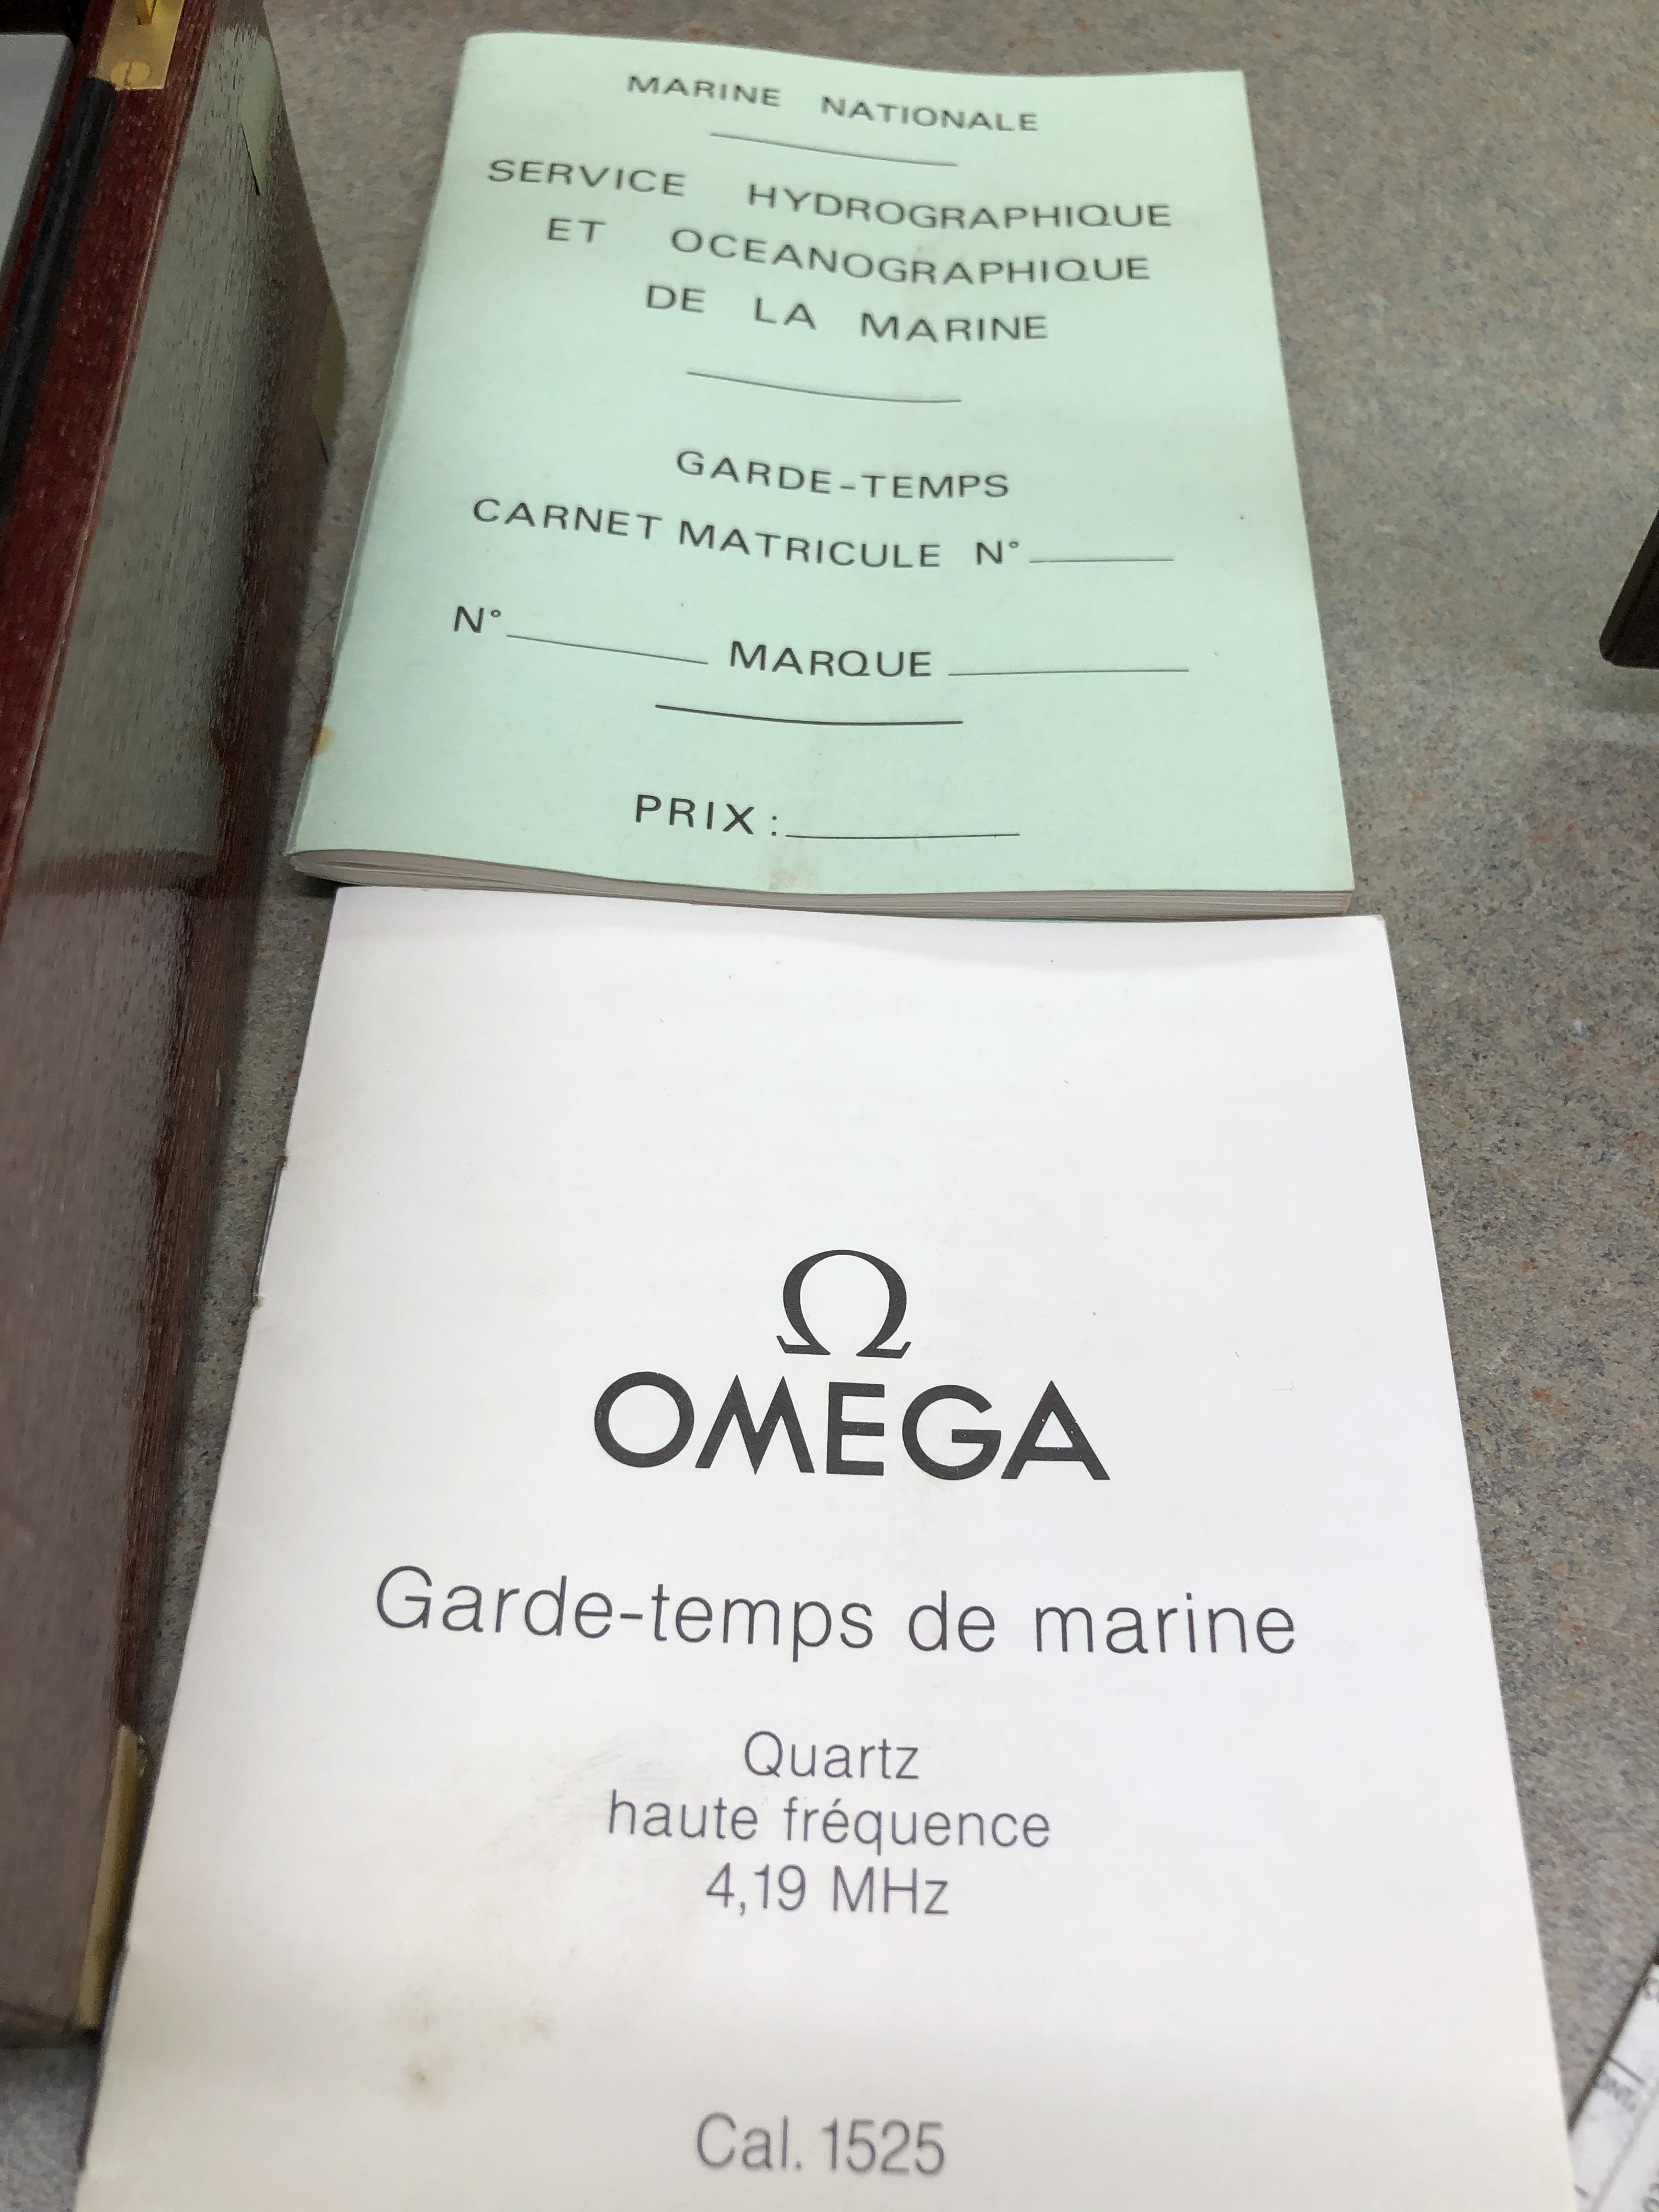 MARINE NATIONALE
SERVICE HYDROGRAPHIQUE
ET OCEANOGRAPHIQUE
DE LA MARINE
GARDE-TEMPS
CARNET MATRICULE N°
N° MARQUE
PRIX :
Ω
OMEGA
Garde-temps de marine
Quartz
haute fréquence
4,19 MHz
Cal. 1525